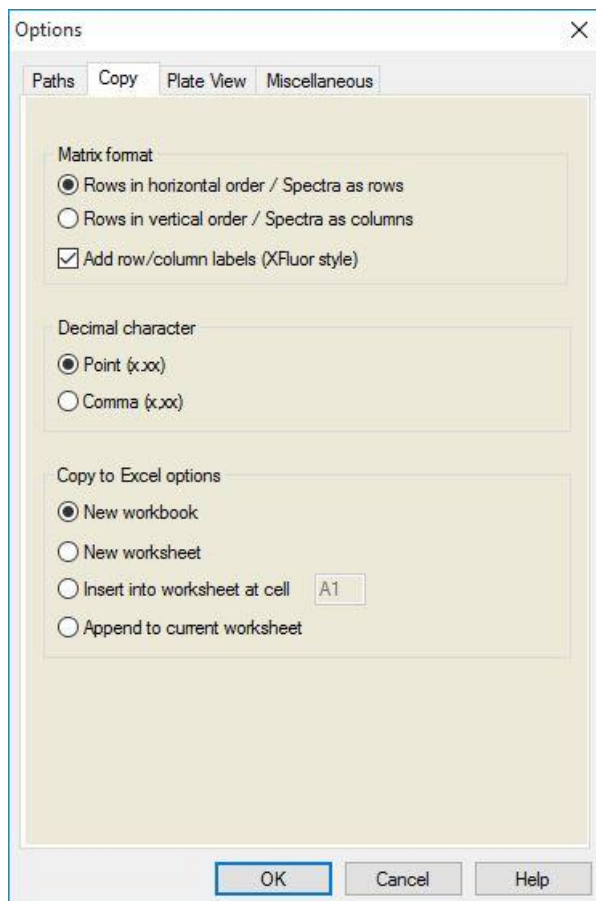 Options
Paths Copy Plate View Miscellaneous
Matrix format
Rows in horizontal order / Spectra as rows
Rows in vertical order / Spectra as columns
Add row/column labels (XFluor style)
Decimal character
Point (x.xx)
Comma (x,xx)
Copy to Excel options
New workbook
New worksheet
Insert into worksheet at cell A1
Append to current worksheet
OK Cancel Help